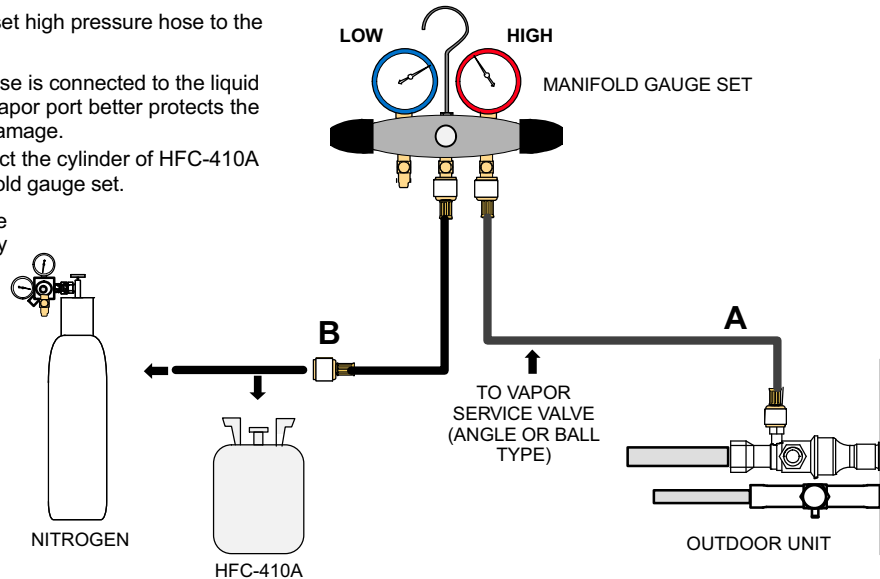 set high pressure hose to the
se is connected to the liquid
apor port better protects the
amage.
ct the cylinder of HFC-410A
old gauge set.
e
y
LOW
HIGH
MANIFOLD GAUGE SET
B
A
TO VAPOR
SERVICE VALVE
(ANGLE OR BALL
TYPE)
NITROGEN
HFC-410A
OUTDOOR UNIT